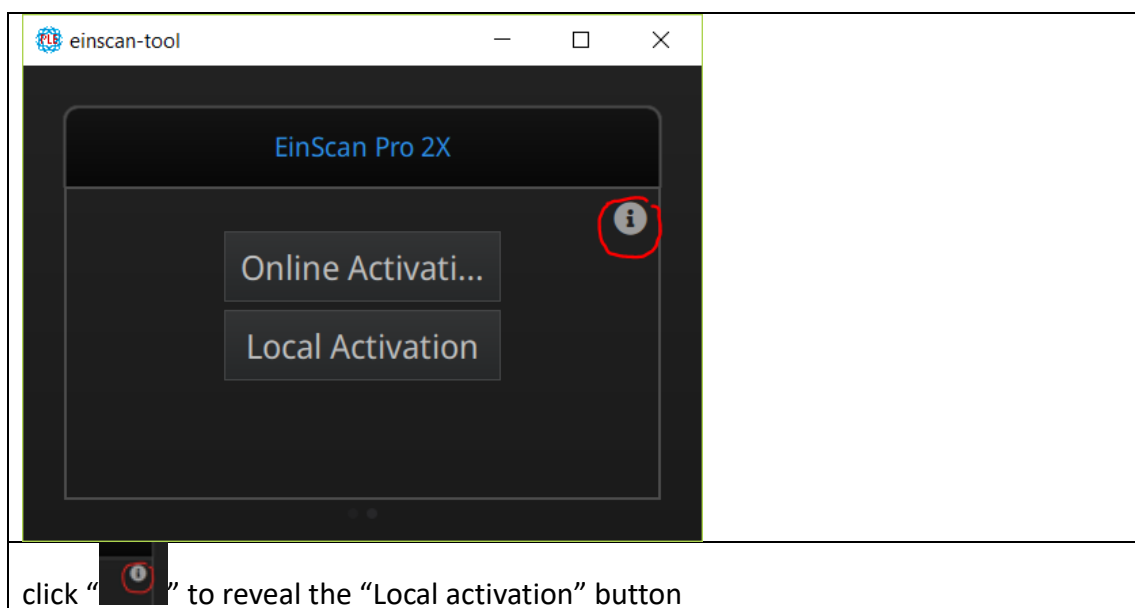 einscan-tool
EinScan Pro 2X
Online Activati...
Local Activation
click “ ” to reveal the “Local activation” button